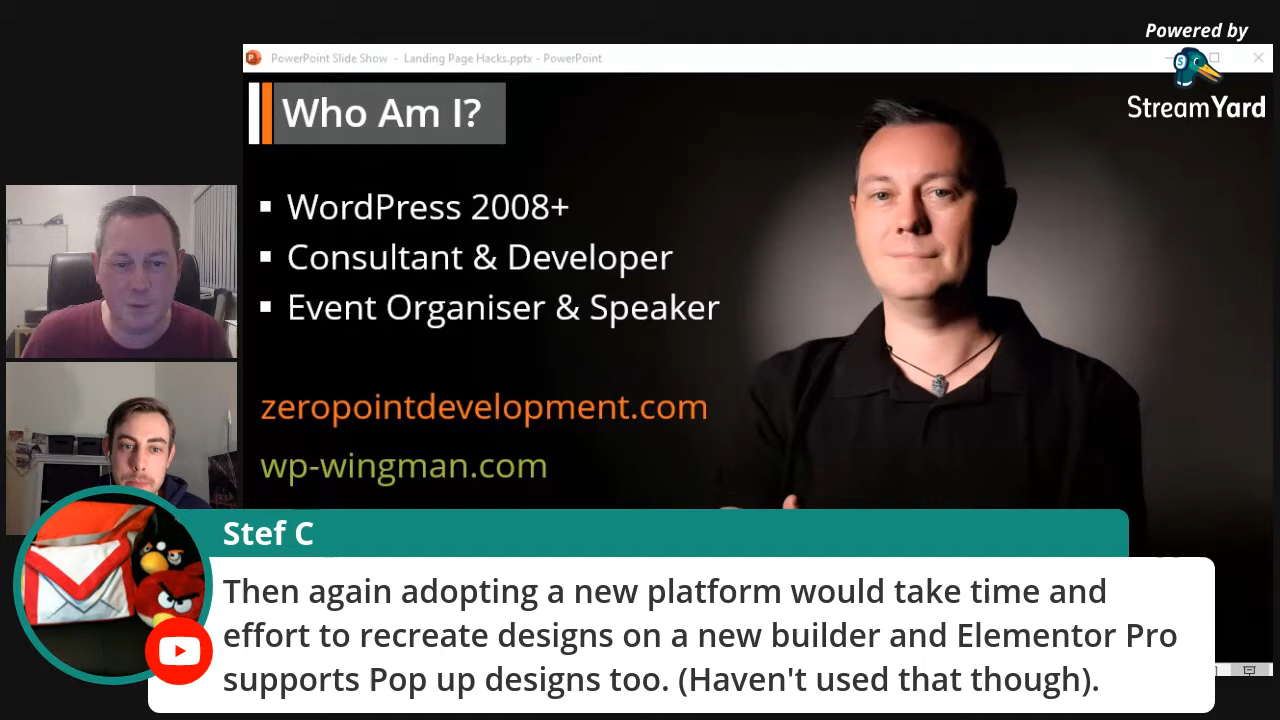 Powered by
StreamYard
PowerPoint Slide Show - Landing Page Hacks.pptx - PowerPoint
Who Am I?
WordPress 2008+
Consultant & Developer
Event Organiser & Speaker
zeropointdevelopment.com
wp-wingman.com
Stef C
Then again adopting a new platform would take time and
effort to recreate designs on a new builder and Elementor Pro
supports Pop up designs too. (Haven't used that though).